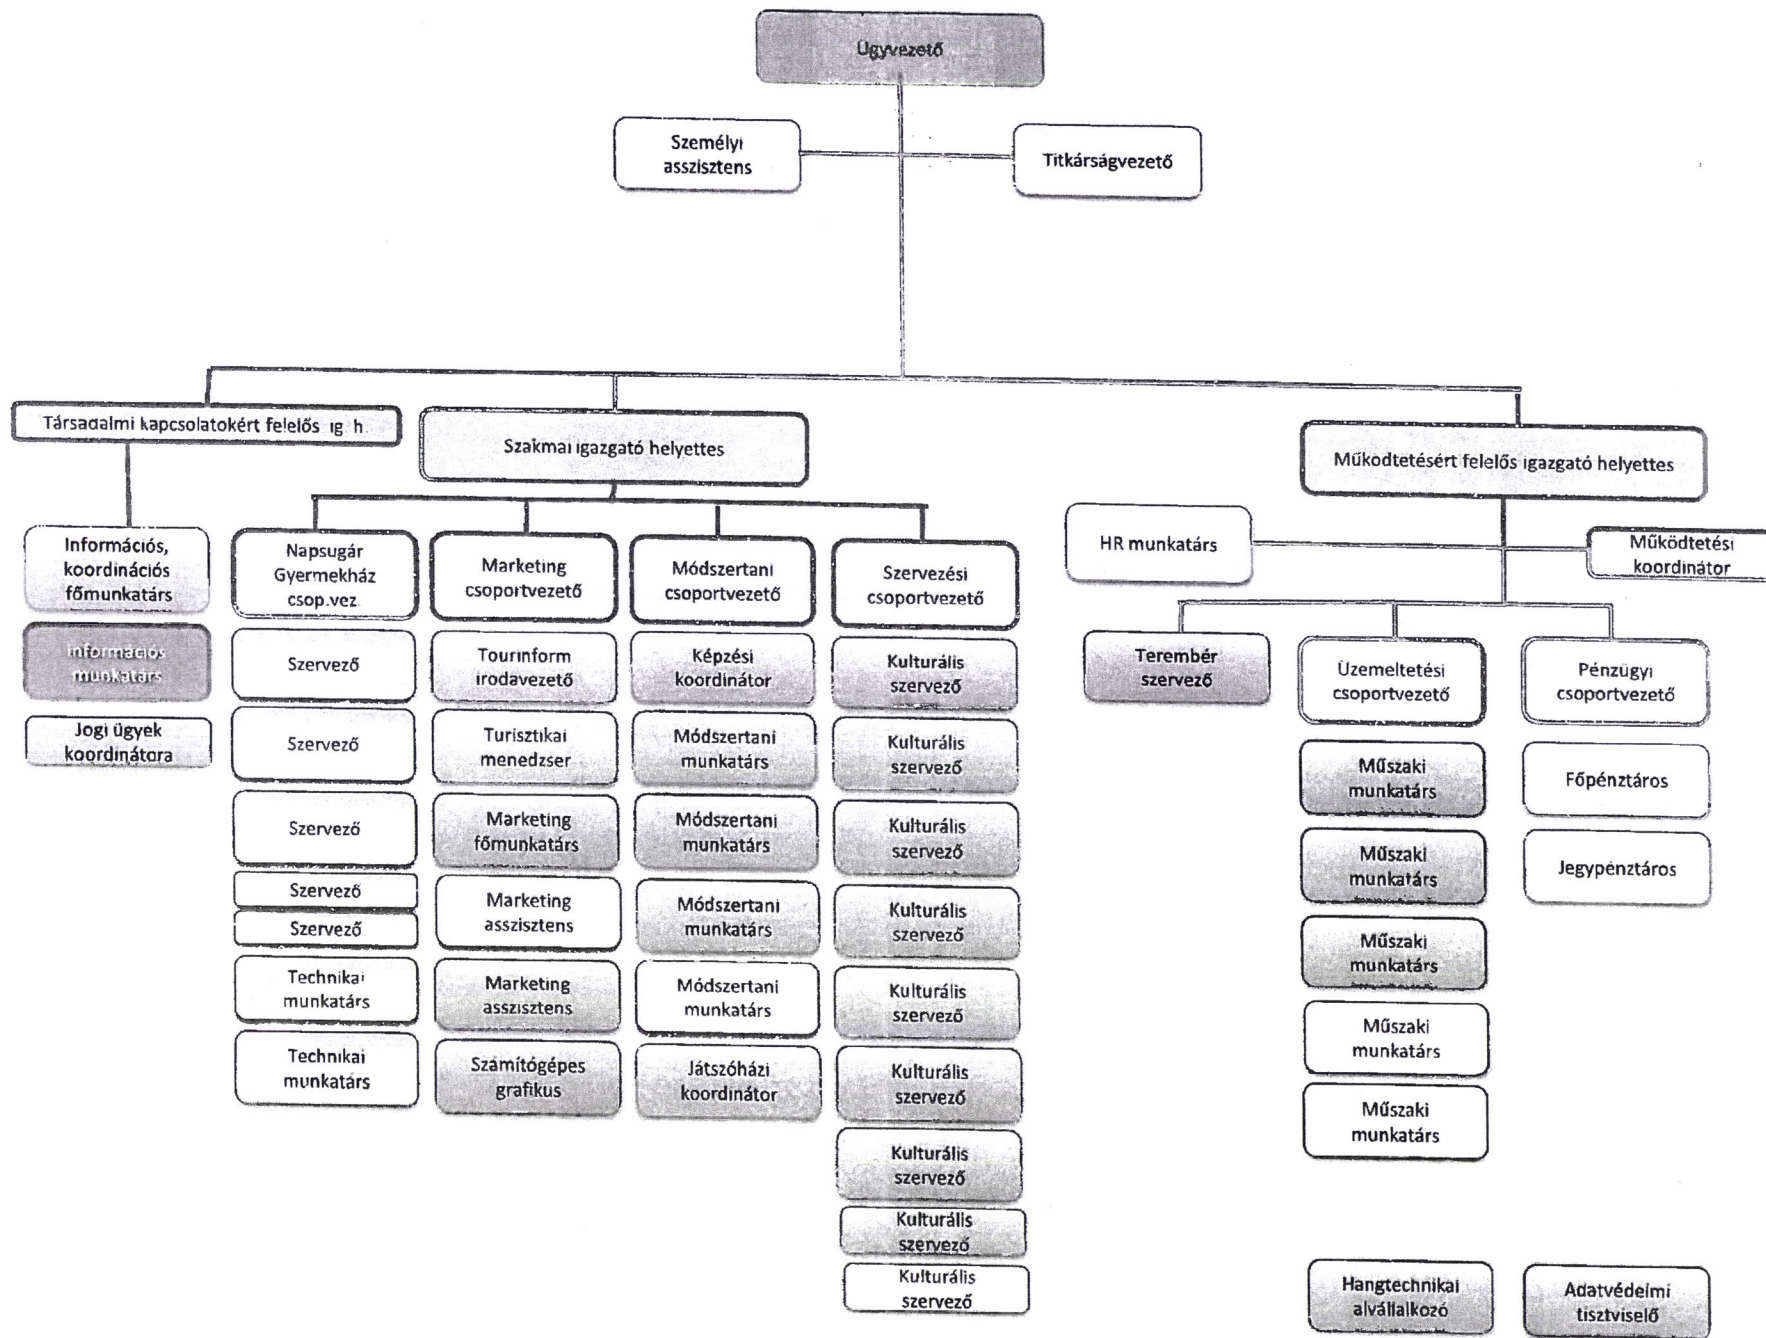 Ügyvezető
Személyi
asszisztens
Titkárságvezető
Társadalmi kapcsolatokért felelős ig. h.
Szakmai igazgató helyettes
Működtetésért felelős igazgató helyettes
Információs,
koordinációs
főmunkatárs
Információs
munkatárs
Jogi ügyek
koordinátora
Napsugár
Gyermekház
csop.vez
Szervező
Szervező
Szervező
Szervező
Szervező
Technikai
munkatárs
Technikai
munkatárs
Marketing
csoportvezető
Tourinform
irodavezető
Turisztikai
menedzser
Marketing
főmunkatárs
Marketing
asszisztens
Marketing
asszisztens
Számítógépes
grafikus
Módszertani
csoportvezető
Képzési
koordinátor
Módszertani
munkatárs
Módszertani
munkatárs
Módszertani
munkatárs
Módszertani
munkatárs
Játszóházi
koordinátor
Szervezési
csoportvezető
Kulturális
szervező
Kulturális
szervező
Kulturális
szervező
Kulturális
szervező
Kulturális
szervező
Kulturális
szervező
Kulturális
szervező
Kulturális
szervező
Kulturális
szervező
HR munkatárs
Működtetési
koordinátor
Terembér
szervező
Üzemeltetési
csoportvezető
Műszaki
munkatárs
Műszaki
munkatárs
Műszaki
munkatárs
Műszaki
munkatárs
Műszaki
munkatárs
Pénzügyi
csoportvezető
Főpénztáros
Jegypénztáros
Hangtechnikai
alvállalkozó
Adatvédelmi
tisztviselő